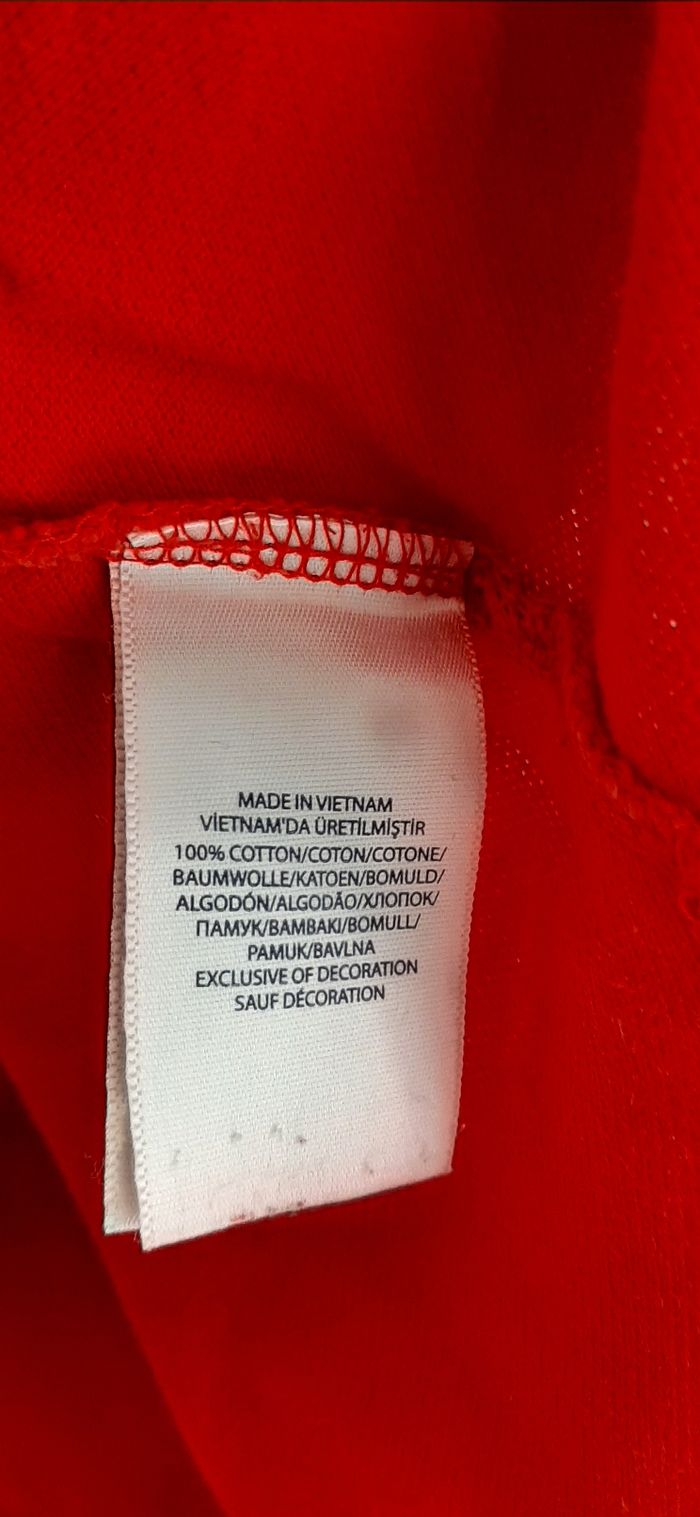 MADE IN VIETNAM
VİETNAM'DA ÜRETİLMİŞTİR
100% COTTON/COTON/COTONE/
BAUMWOLLE/KATOEN/BOMULD/
ALGODÓN/ALGODÃO/ХЛОПОК/
ПАМУК/BAMBAKI/BOMULL/
PAMUK/BAVLNA
EXCLUSIVE OF DECORATION
SAUF DÉCORATION